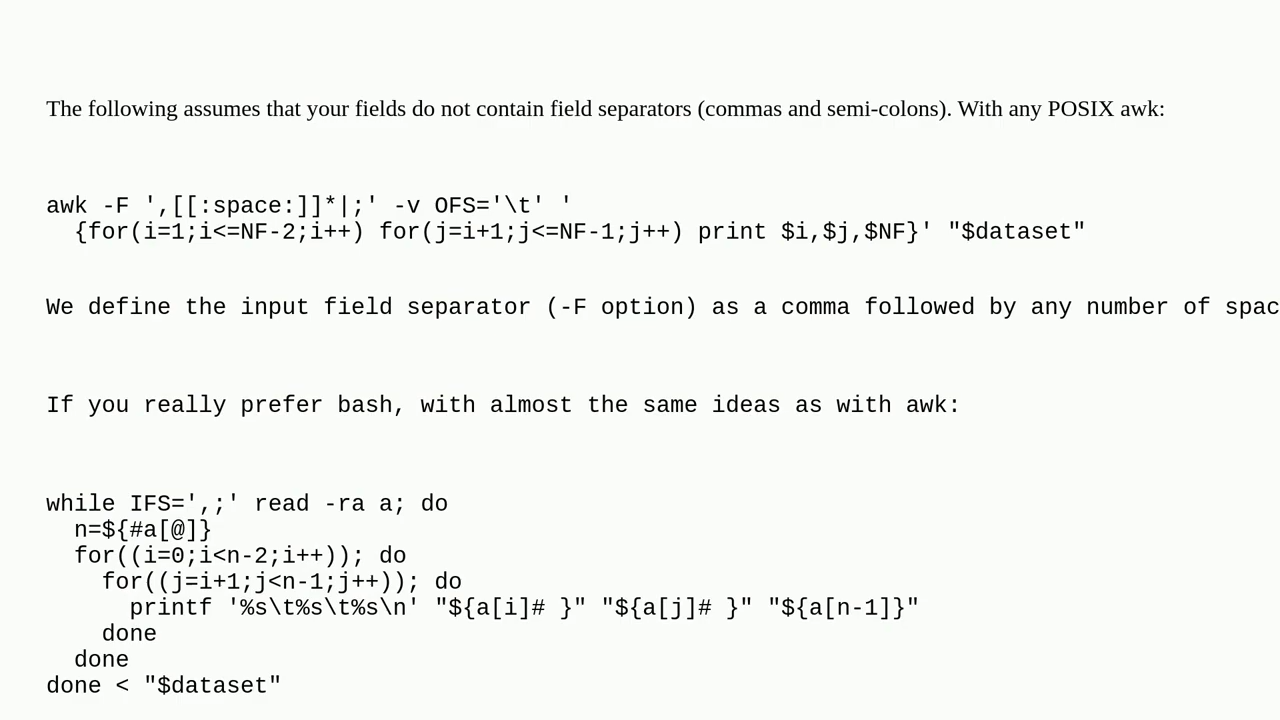 The following assumes that your fields do not contain field separators (commas and semi-colons). With any POSIX awk:
awk -F ',[[:space:]]*|;' -v OFS='\t' '
  {for(i=1;i<=NF-2;i++) for(j=i+1;j<=NF-1;j++) print $i,$j,$NF}' "$dataset"
We define the input field separator (-F option) as a comma followed by any number of spac
If you really prefer bash, with almost the same ideas as with awk:
while IFS=',;' read -ra a; do
  n=${#a[@]}
  for((i=0;i<n-2;i++)); do
    for((j=i+1;j<n-1;j++)); do
      printf '%s\t%s\t%s\n' "${a[i]# }" "${a[j]# }" "${a[n-1]}"
    done
  done
done < "$dataset"